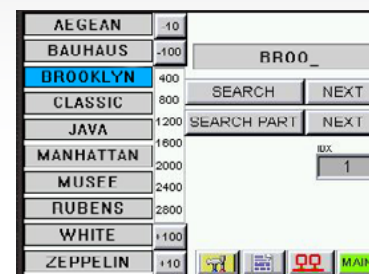 AEGEAN
BAUHAUS
BROOKLYN
CLASSIC
JAVA
MANHATTAN
MUSEE
RUBENS
WHITE
ZEPPELIN
-10
-100
400
800
1200
1600
2000
2400
2800
+100
+10
BROO_
SEARCH NEXT
SEARCH PART NEXT
IDX
1
MAIN